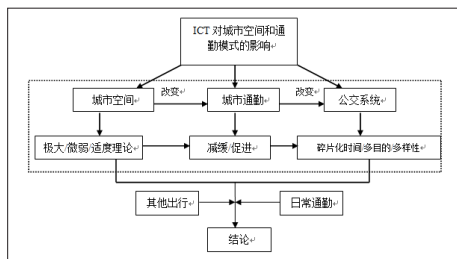 ICT 对城市空间和通
勤模式的影响
改变
改变
城市空间
城市通勤
公交系统
极大/微弱/适度理论
减缓/促进
碎片化时间/多目的/多样性
其他出行
日常通勤
结论